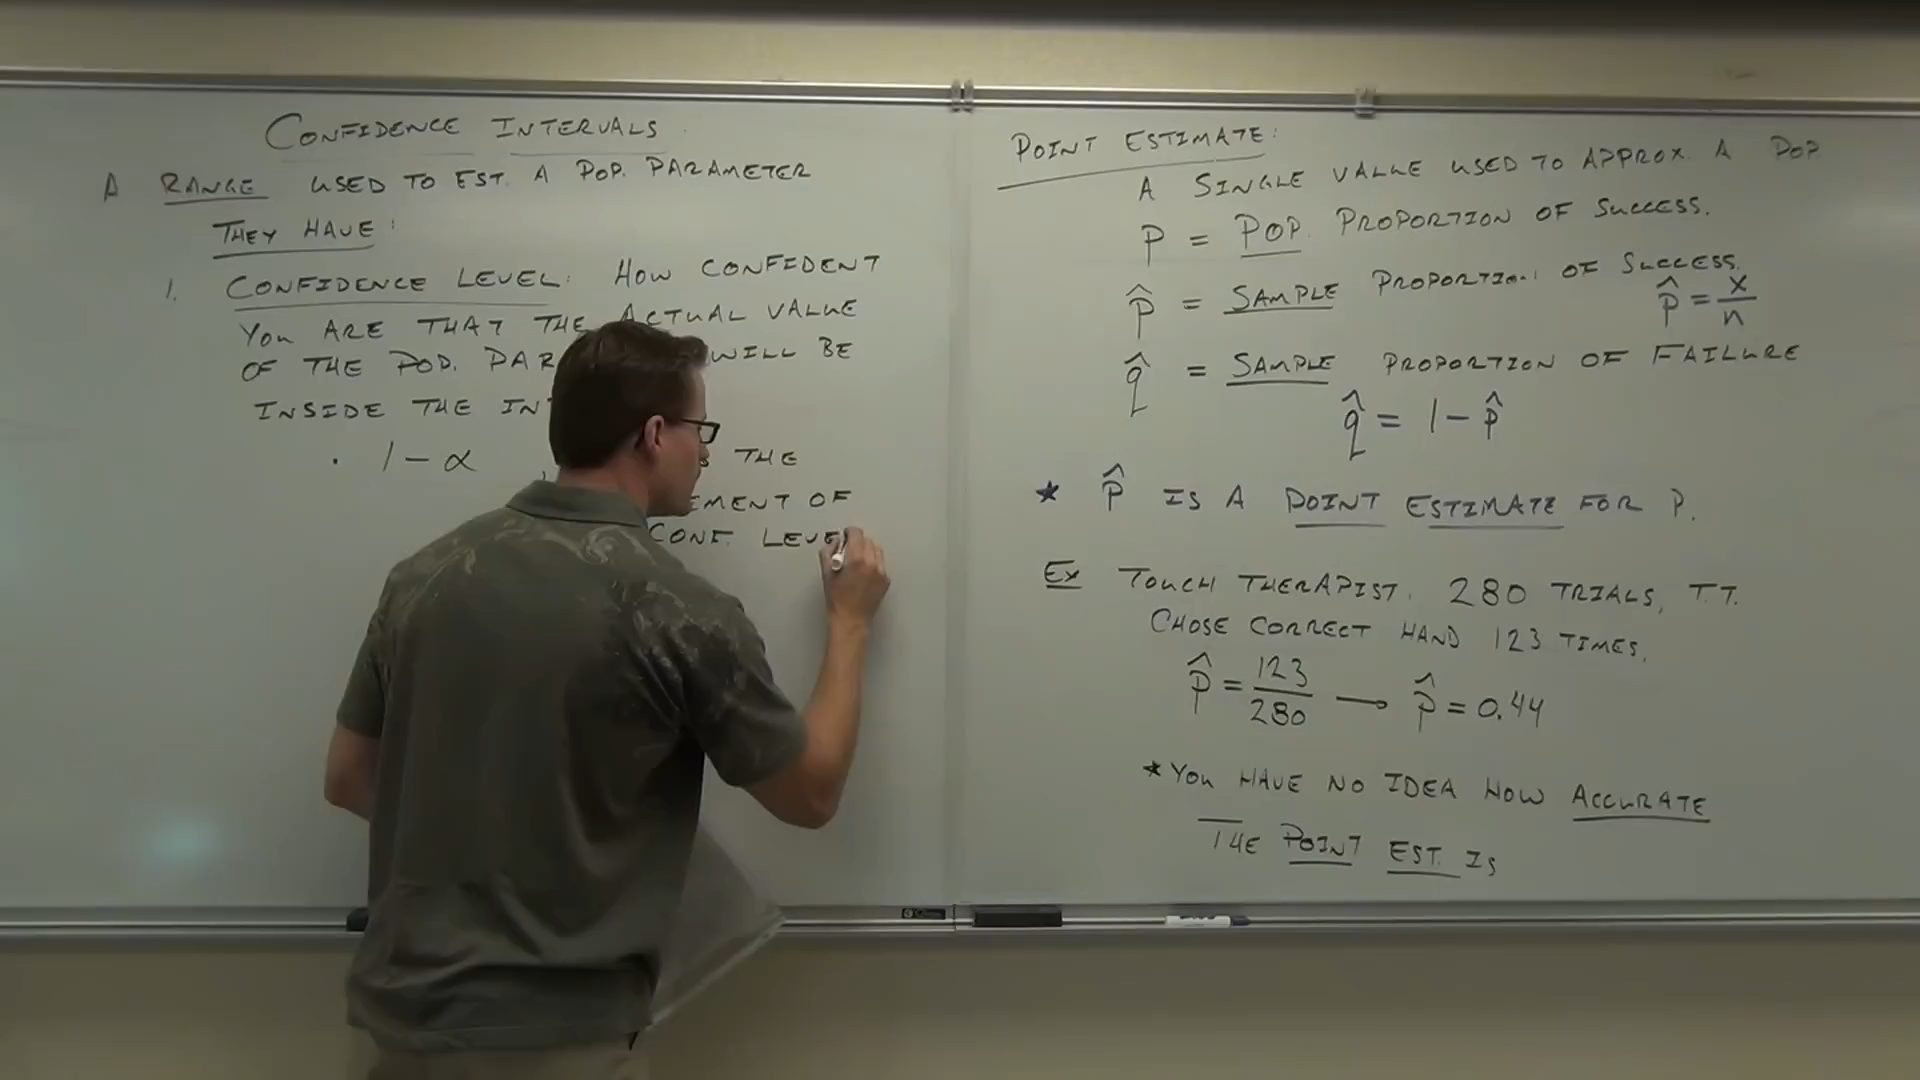 CONFIDENCE INTERVALS
A RANGE USED TO EST. A POP. PARAMETER
THEY HAVE:
1. CONFIDENCE LEVEL: HOW CONFIDENT
YOU ARE THAT THE ACTUAL VALUE
OF THE POP. PAR WILL BE
INSIDE THE IN
· 1-α THE
EMENT OF
CONF. LEVEL
POINT ESTIMATE:
A SINGLE VALUE USED TO APPROX. A POP
P = POP. PROPORTION OF SUCCESS.
p̂ = SAMPLE PROPORTION OF SUCCESS.
p̂ = x/n
q̂ = SAMPLE PROPORTION OF FAILURE
q̂ = 1 - p̂
★ p̂ IS A POINT ESTIMATE FOR P.
EX TOUCH THERAPIST. 280 TRIALS, T.T.
CHOSE CORRECT HAND 123 TIMES.
p̂ = 123/280 → p̂ = 0.44
★ YOU HAVE NO IDEA HOW ACCURATE
THE POINT EST. IS